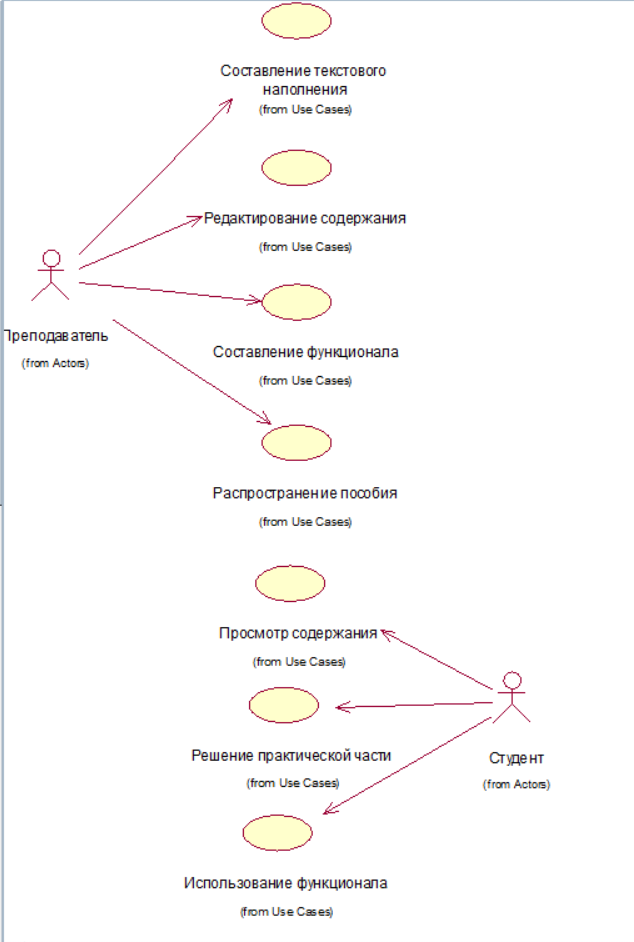 Составление текстового
наполнения
(from Use Cases)
Редактирование содержания
(from Use Cases)
Преподаватель
(from Actors)
Составление функционала
(from Use Cases)
Распространение пособия
(from Use Cases)
Просмотр содержания
(from Use Cases)
Решение практической части
(from Use Cases)
Студент
(from Actors)
Использование функционала
(from Use Cases)